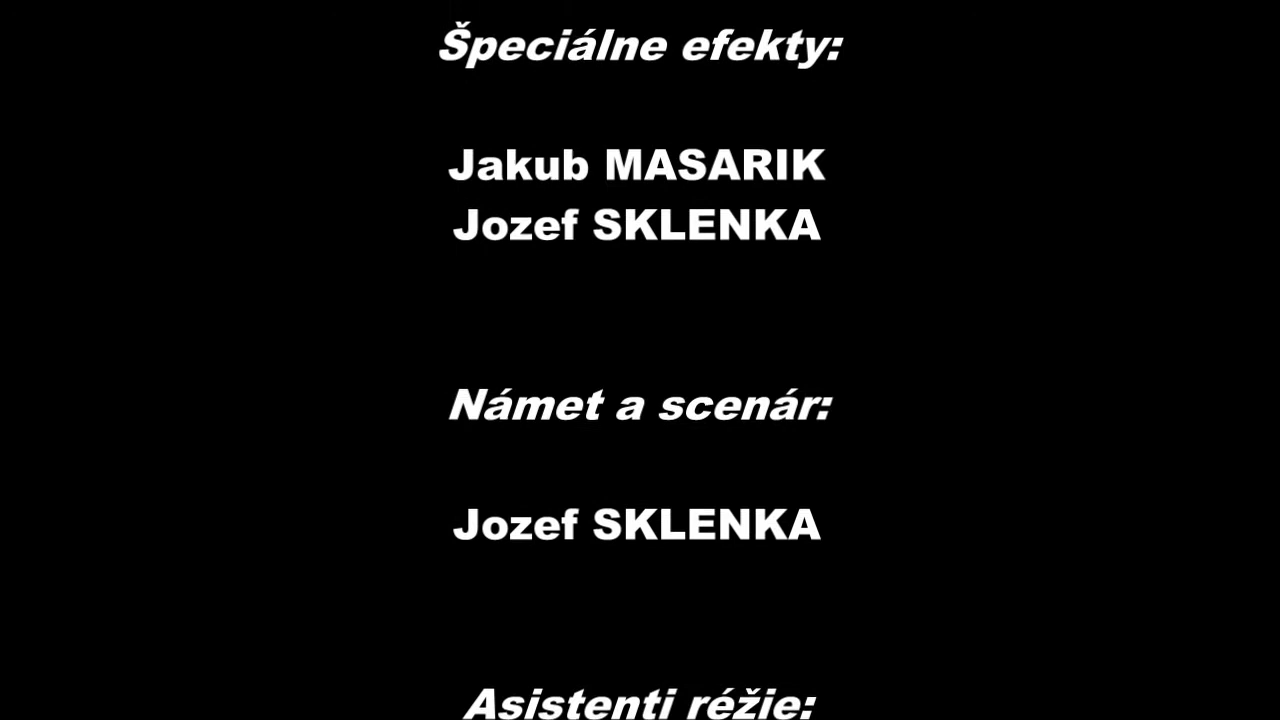 Špeciálne efekty:
Jakub MASARIK
Jozef SKLENKA
Námet a scenár:
Jozef SKLENKA
Asistenti réžie: